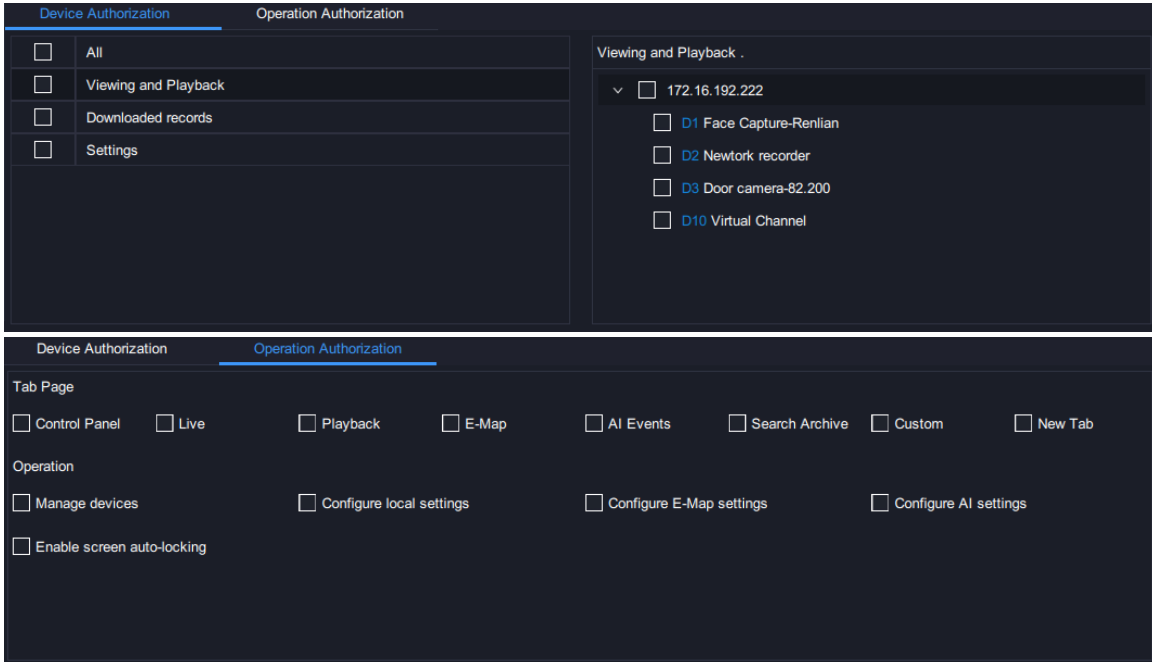 Device Authorization Operation Authorization
All
Viewing and Playback
Downloaded records
Settings
Viewing and Playback .
172.16.192.222
D1 Face Capture-Renlian
D2 Newtork recorder
D3 Door camera-82.200
D10 Virtual Channel
Device Authorization Operation Authorization
Tab Page
Control Panel Live Playback E-Map AI Events Search Archive Custom New Tab
Operation
Manage devices Configure local settings Configure E-Map settings Configure AI settings
Enable screen auto-locking